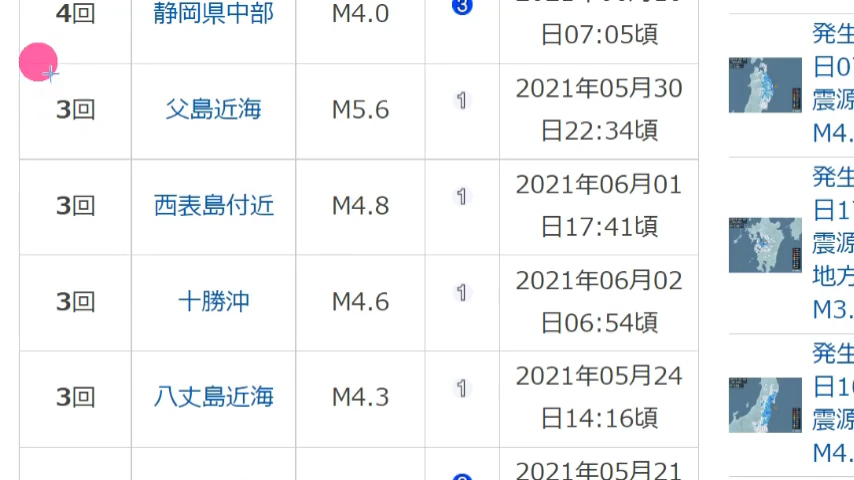 4回 静岡県中部 M4.0 3
日07:05頃
3回 父島近海 M5.6 1 2021年05月30
日22:34頃
3回 西表島付近 M4.8 1 2021年06月01
日17:41頃
3回 十勝沖 M4.6 1 2021年06月02
日06:54頃
3回 八丈島近海 M4.3 1 2021年05月24
日14:16頃
2021年05月21
発生
日0
震源
M4.
発生
日1
震源
地方
M3.
発生
日1
震源
M4.